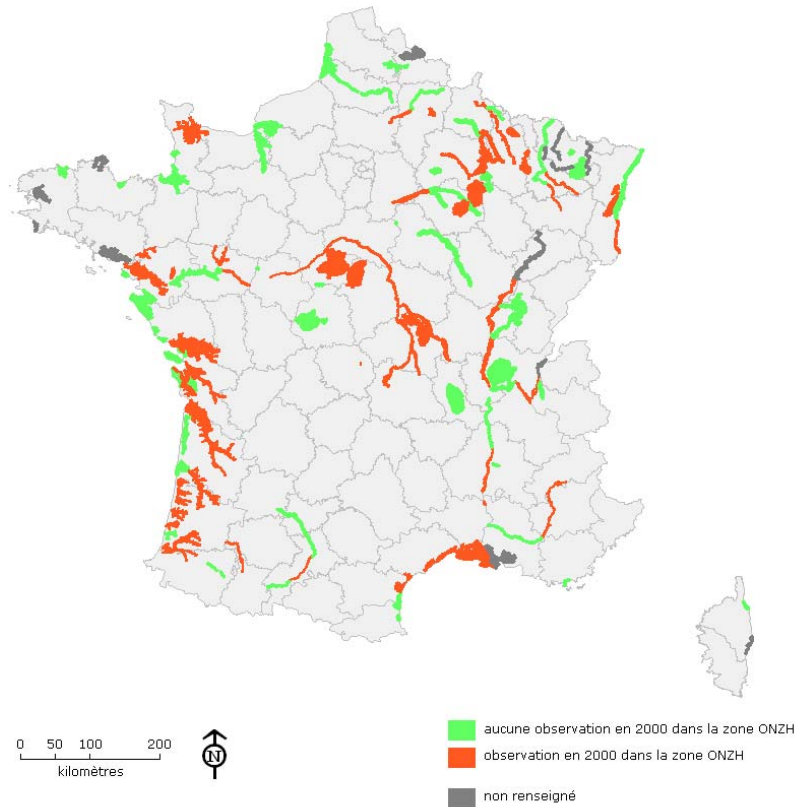 0 50 100 200
kilomètres
N
aucune observation en 2000 dans la zone ONZH
observation en 2000 dans la zone ONZH
non renseigné